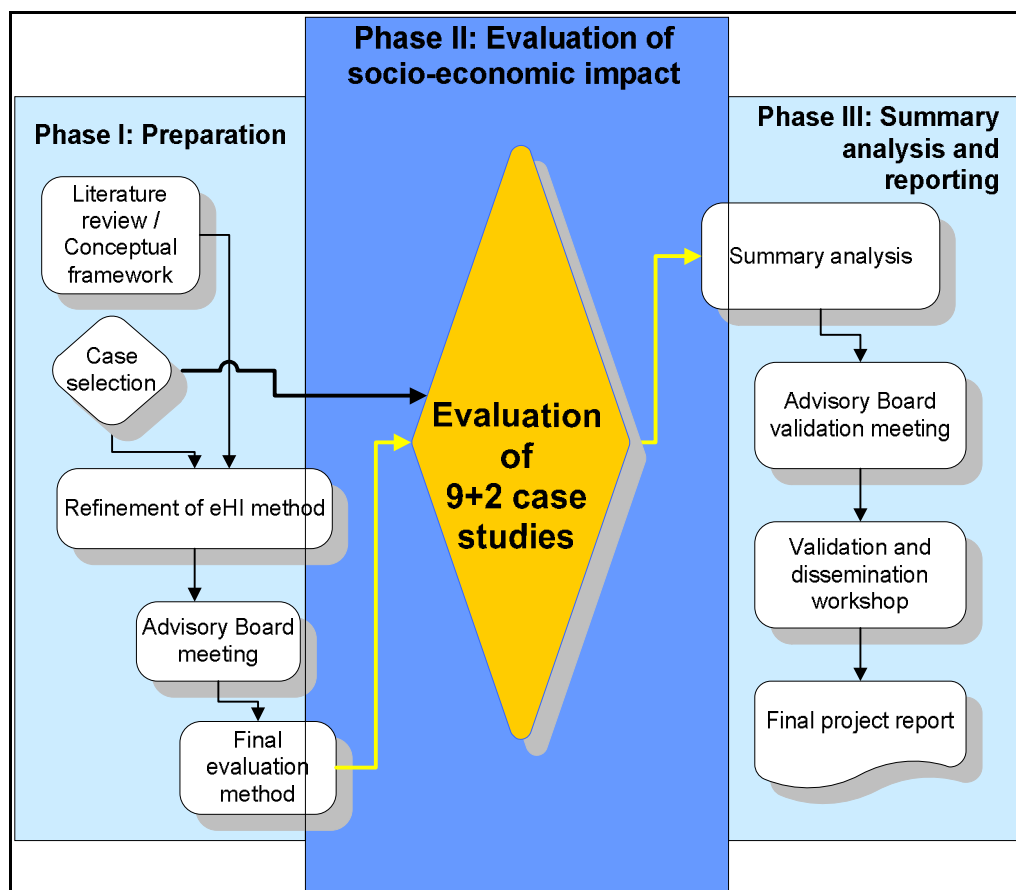 Phase II: Evaluation of
socio-economic impact
Phase I: Preparation
Literature
review /
Conceptual
framework
Case
selection
Refinement of eHI method
Advisory Board
meeting
Final
evaluation
method
Evaluation
of
9+2 case
studies
Phase III: Summary
analysis and
reporting
Summary analysis
Advisory Board
validation meeting
Validation and
dissemination
workshop
Final project report